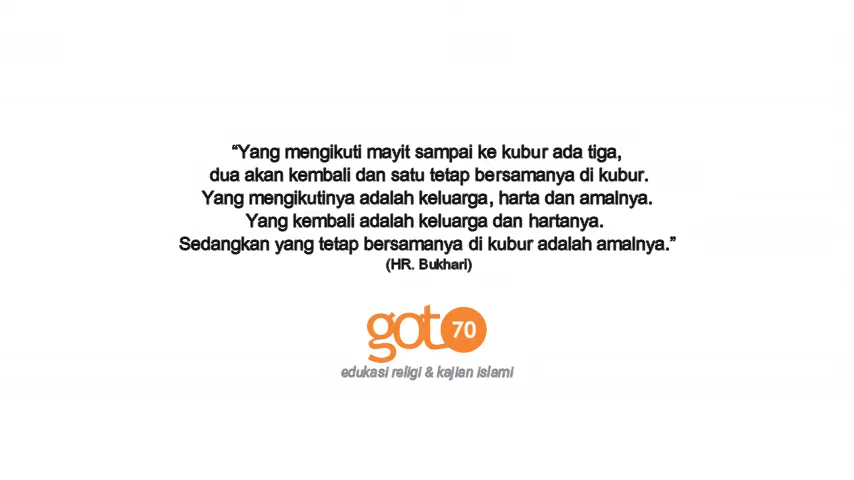 “Yang mengikuti mayit sampai ke kubur ada tiga,
dua akan kembali dan satu tetap bersamanya di kubur.
Yang mengikutinya adalah keluarga, harta dan amalnya.
Yang kembali adalah keluarga dan hartanya.
Sedangkan yang tetap bersamanya di kubur adalah amalnya.”
(HR. Bukhari)
goto 70
edukasi religi & kajian islami